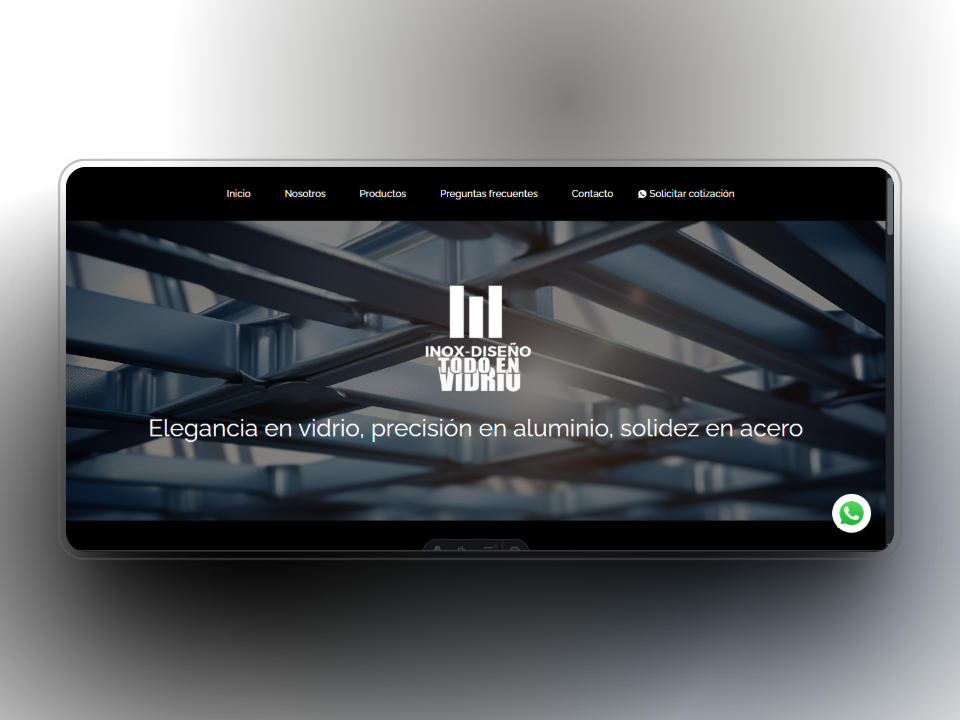 Inicio
Nosotros
Productos
Preguntas frecuentes
Contacto
Solicitar cotización
INOX-DISEÑO
TODO EN
VIDRIO
Elegancia en vidrio, precisión en aluminio, solidez en acero